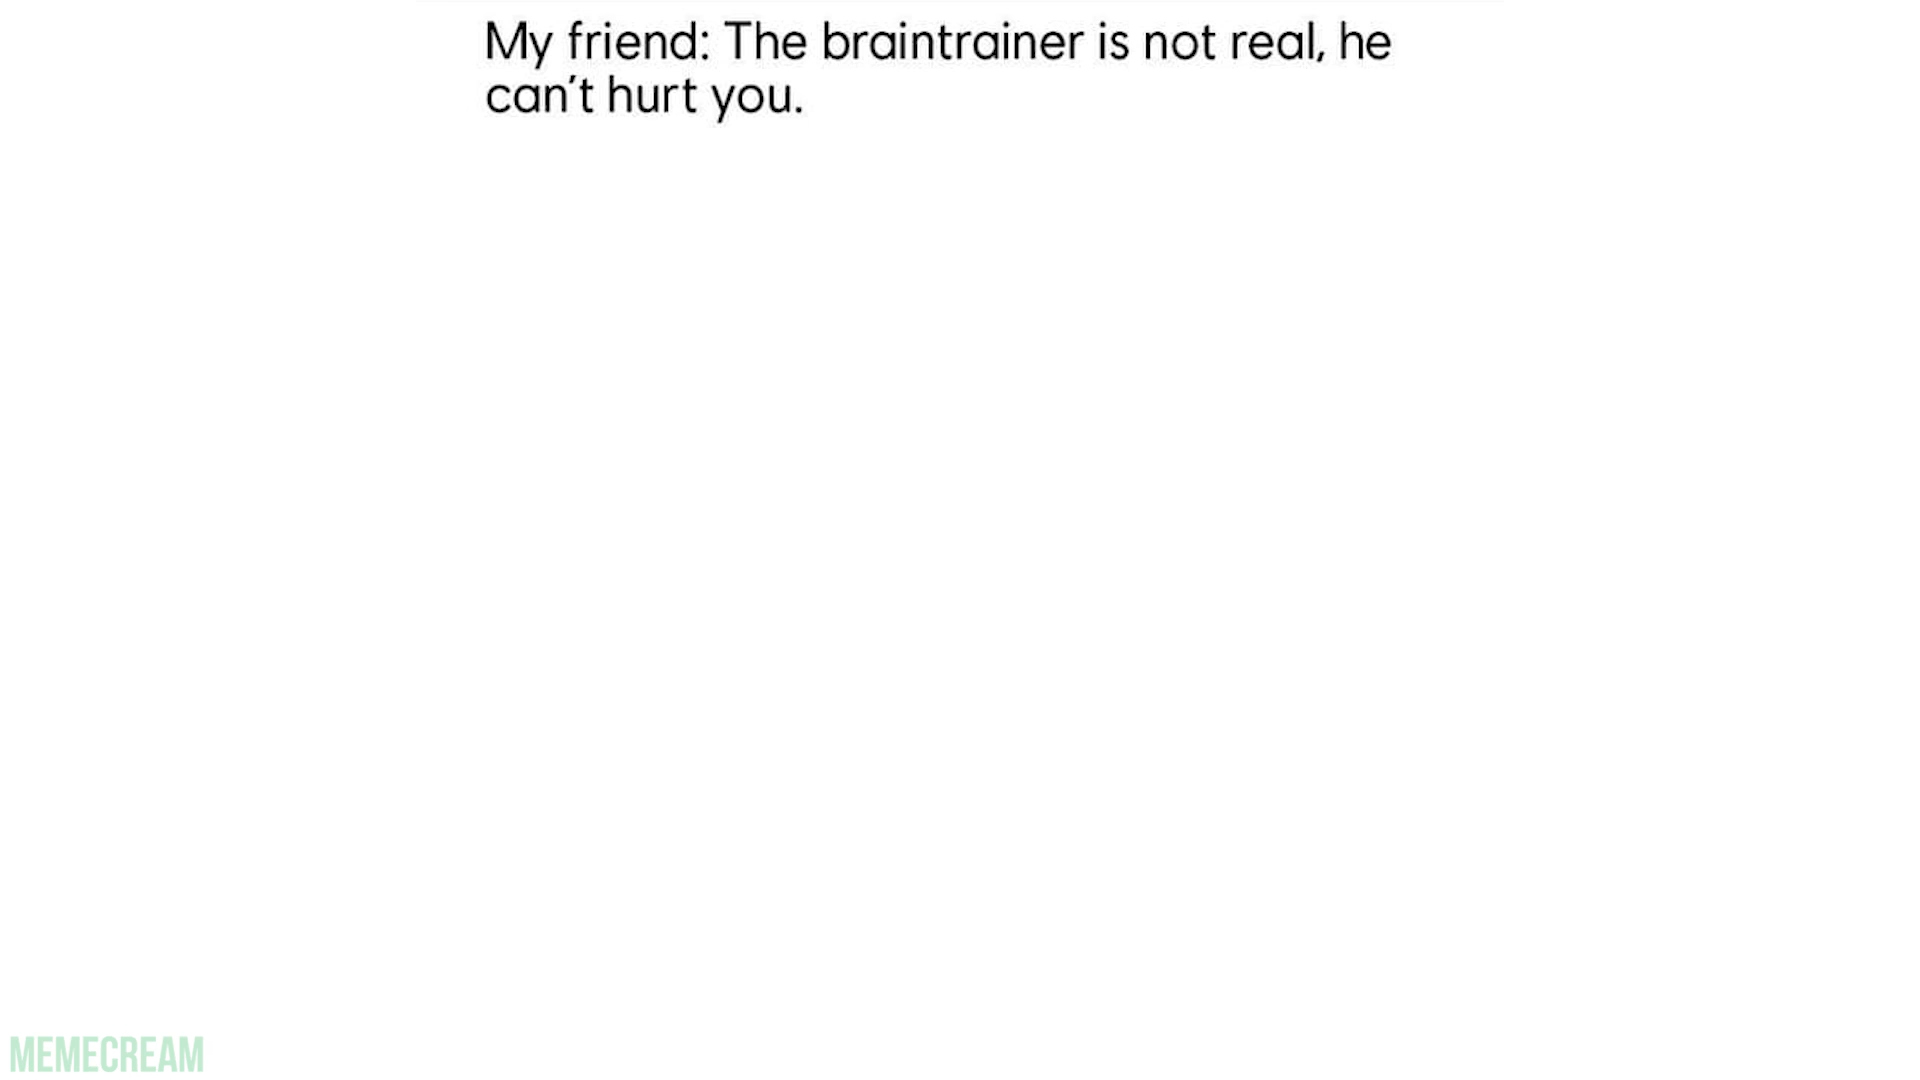 My friend: The braintrainer is not real, he
can't hurt you.
MEMECREAM